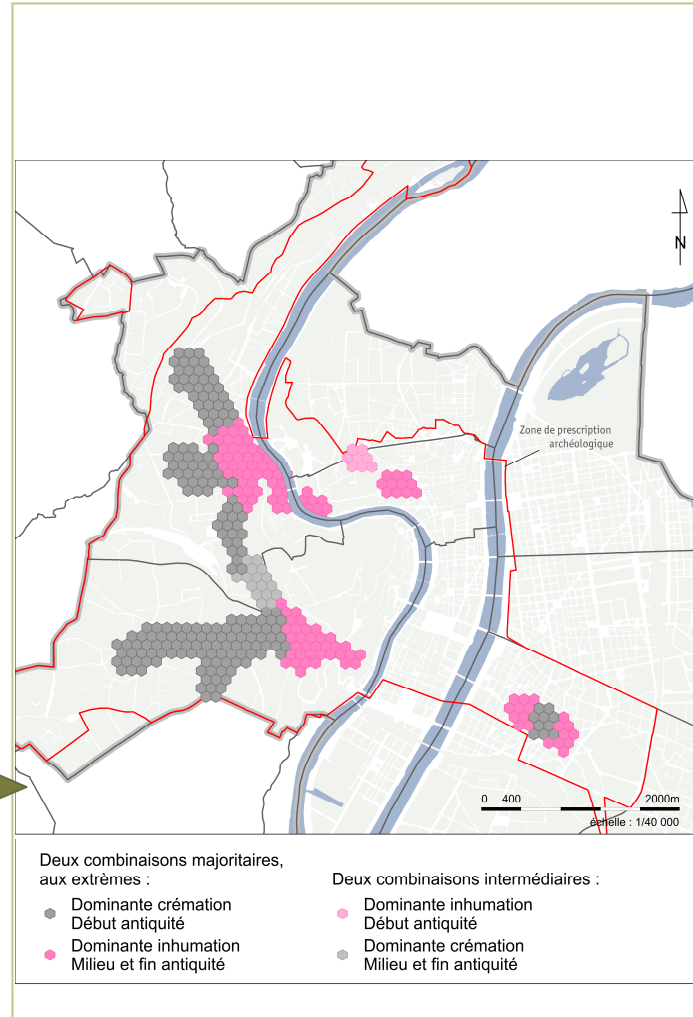 N
Zone de prescription
archéologique
0 400 2000m
échelle : 1/40 000
Deux combinaisons majoritaires,
aux extrêmes :
Dominante crémation
Début antiquité
Dominante inhumation
Milieu et fin antiquité
Deux combinaisons intermédiaires :
Dominante inhumation
Début antiquité
Dominante crémation
Milieu et fin antiquité